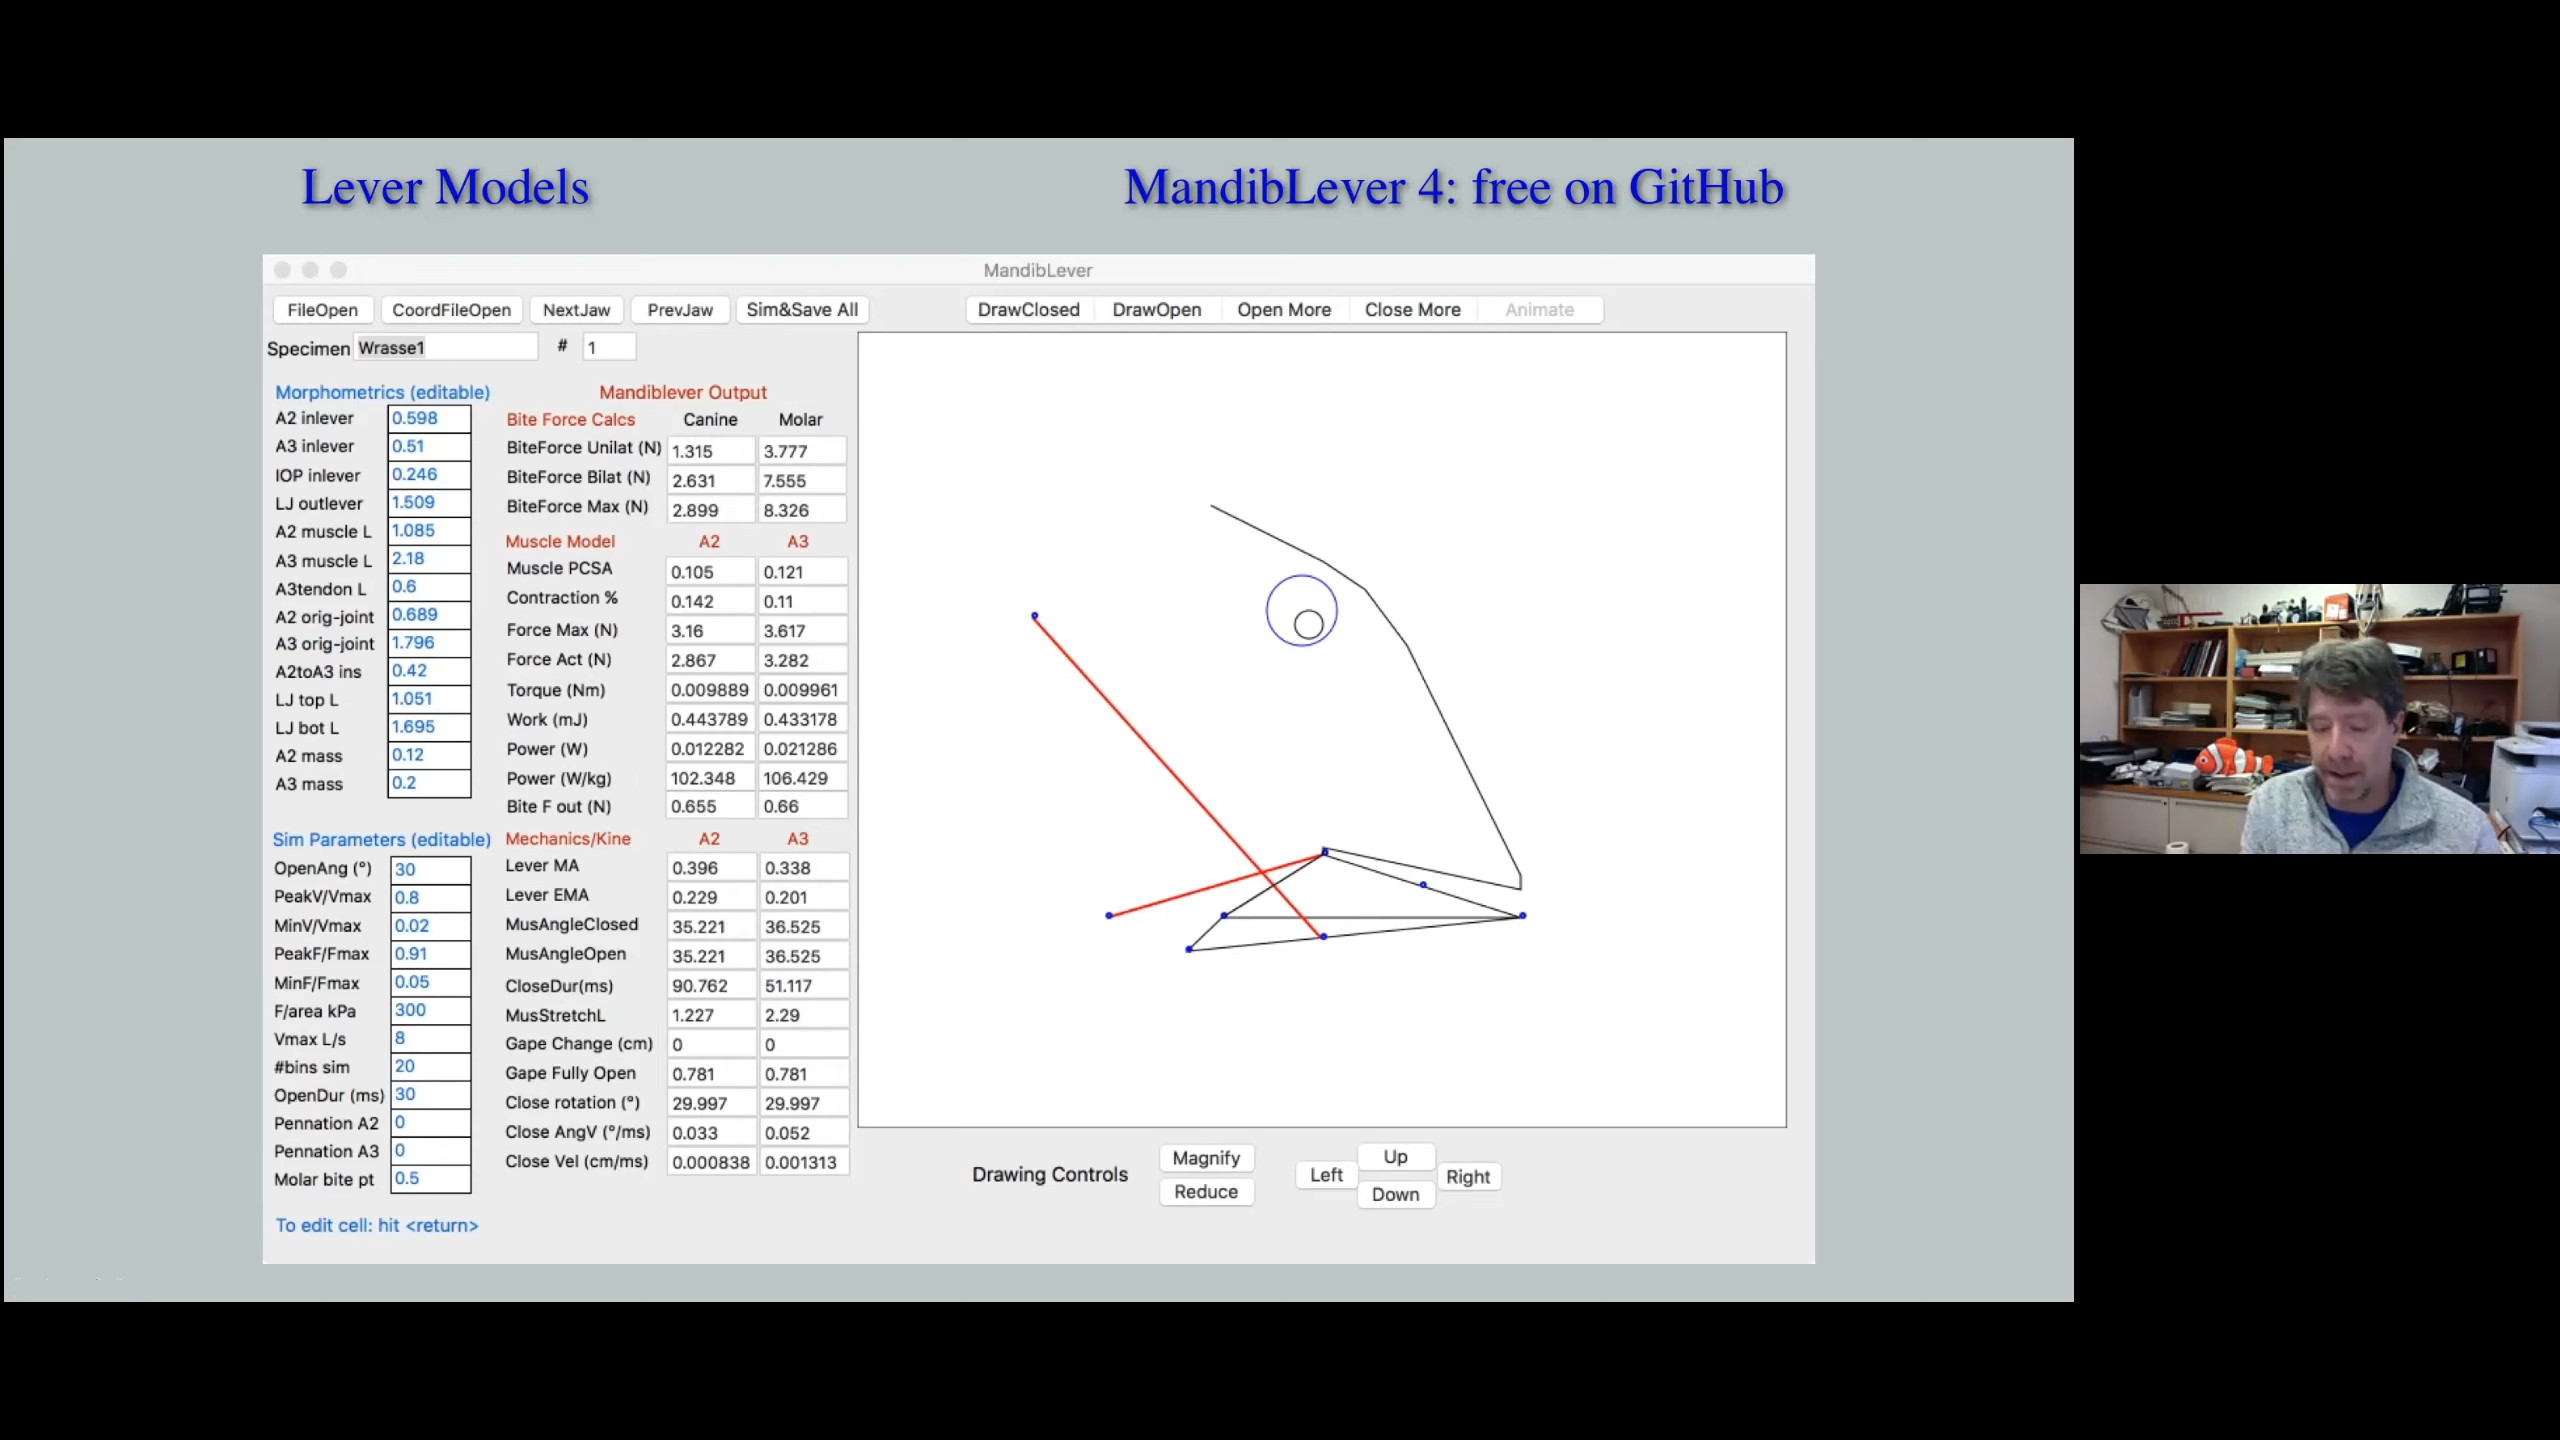 Lever Models
MandibLever 4: free on GitHub
MandibLever
FileOpen CoordFileOpen NextJaw PrevJaw Sim&Save All DrawClosed DrawOpen Open More Close More Animate
Specimen Wrasse1 # 1
Morphometrics (editable)
A2 inlever 0.598
A3 inlever 0.51
IOP inlever 0.246
LJ outlever 1.509
A2 muscle L 1.085
A3 muscle L 2.18
A3tendon L 0.6
A2 orig-joint 0.689
A3 orig-joint 1.796
A2toA3 ins 0.42
LJ top L 1.051
LJ bot L 1.695
A2 mass 0.12
A3 mass 0.2
Sim Parameters (editable)
OpenAng (°) 30
PeakV/Vmax 0.8
MinV/Vmax 0.02
PeakF/Fmax 0.91
MinF/Fmax 0.05
F/area kPa 300
Vmax L/s 8
#bins sim 20
OpenDur (ms) 30
Pennation A2 0
Pennation A3 0
Molar bite pt 0.5
To edit cell: hit <return>
Mandiblever Output
Bite Force Calcs Canine Molar
BiteForce Unilat (N) 1.315 3.777
BiteForce Bilat (N) 2.631 7.555
BiteForce Max (N) 2.899 8.326
Muscle Model A2 A3
Muscle PCSA 0.105 0.121
Contraction % 0.142 0.11
Force Max (N) 3.16 3.617
Force Act (N) 2.867 3.282
Torque (Nm) 0.009889 0.009961
Work (mJ) 0.443789 0.433178
Power (W) 0.012282 0.021286
Power (W/kg) 102.348 106.429
Bite F out (N) 0.655 0.66
Mechanics/Kine A2 A3
Lever MA 0.396 0.338
Lever EMA 0.229 0.201
MusAngleClosed 35.221 36.525
MusAngleOpen 35.221 36.525
CloseDur(ms) 90.762 51.117
MusStretchL 1.227 2.29
Gape Change (cm) 0 0
Gape Fully Open 0.781 0.781
Close rotation (°) 29.997 29.997
Close AngV (°/ms) 0.033 0.052
Close Vel (cm/ms) 0.000838 0.001313
Drawing Controls
Magnify
Reduce
Left
Up
Down
Right